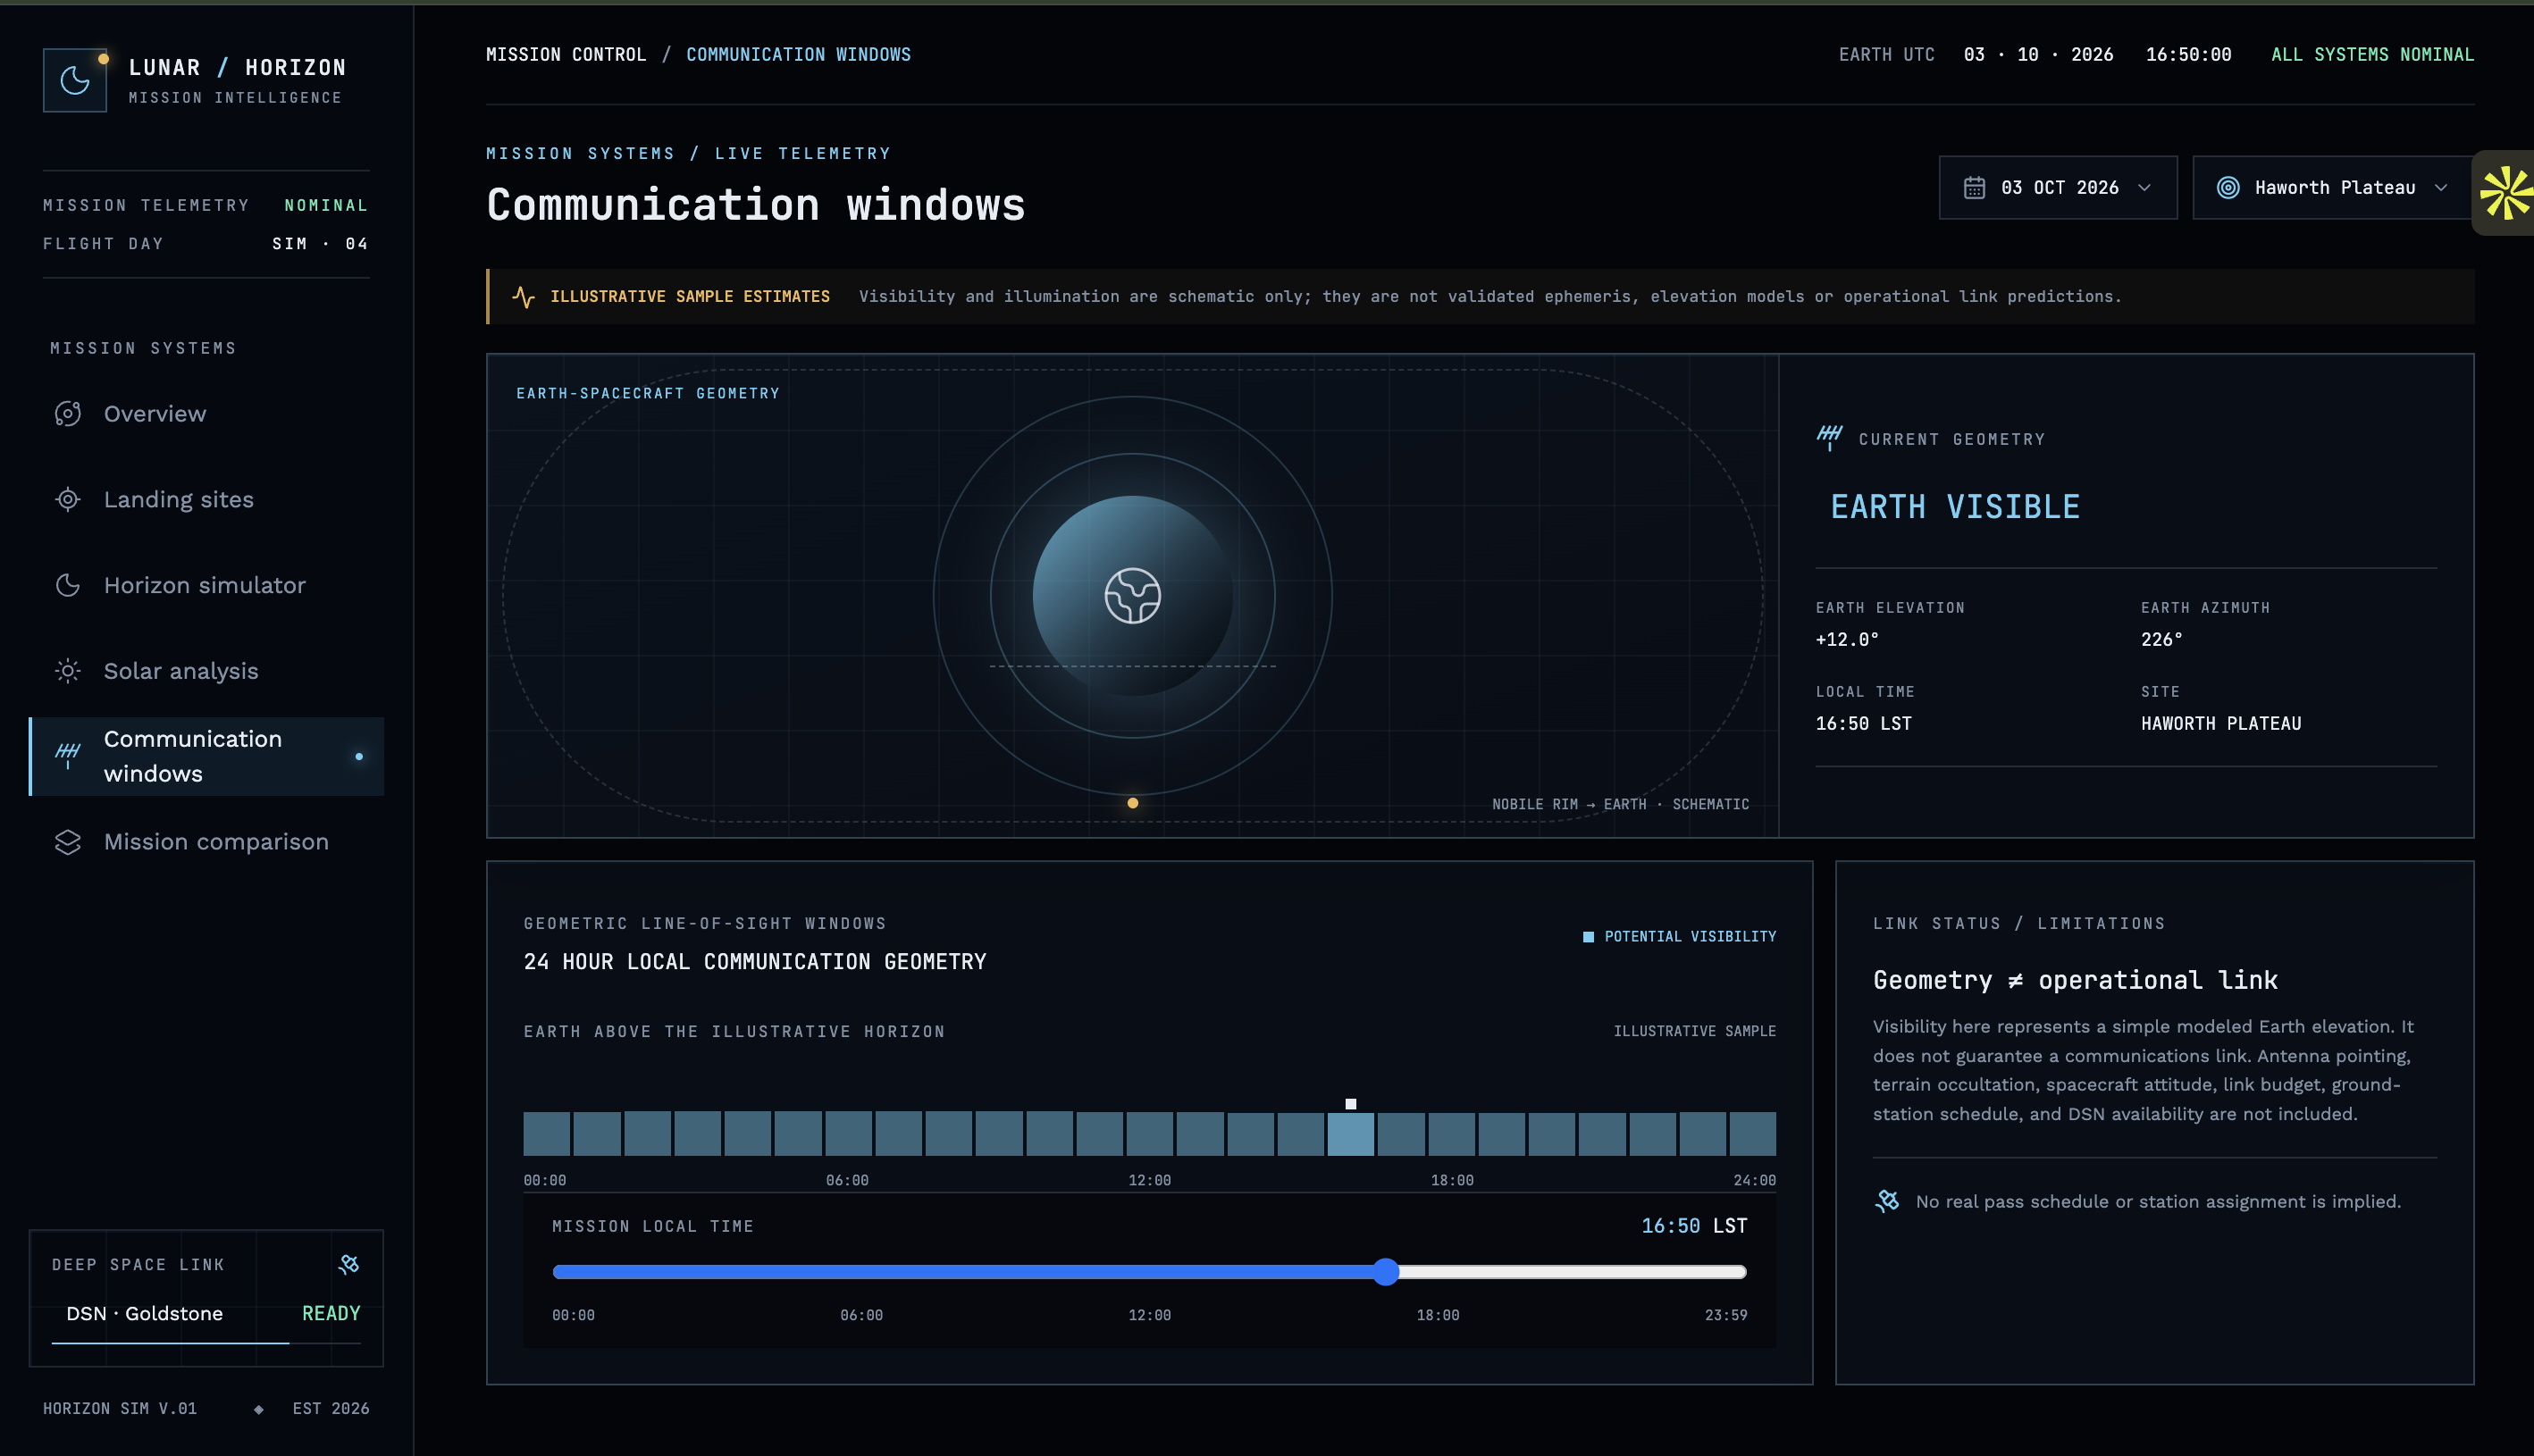 LUNAR / HORIZON
MISSION INTELLIGENCE
MISSION TELEMETRY NOMINAL
FLIGHT DAY SIM · 04
MISSION SYSTEMS
Overview
Landing sites
Horizon simulator
Solar analysis
Communication
windows
Mission comparison
DEEP SPACE LINK
DSN · Goldstone READY
HORIZON SIM V.01 ◆ EST 2026
MISSION CONTROL / COMMUNICATION WINDOWS
EARTH UTC 03 · 10 · 2026 16:50:00 ALL SYSTEMS NOMINAL
MISSION SYSTEMS / LIVE TELEMETRY
Communication windows
03 OCT 2026
Haworth Plateau
ILLUSTRATIVE SAMPLE ESTIMATES Visibility and illumination are schematic only; they are not validated ephemeris, elevation models or operational link predictions.
EARTH-SPACECRAFT GEOMETRY
NOBILE RIM → EARTH · SCHEMATIC
CURRENT GEOMETRY
EARTH VISIBLE
EARTH ELEVATION EARTH AZIMUTH
+12.0° 226°
LOCAL TIME SITE
16:50 LST HAWORTH PLATEAU
GEOMETRIC LINE-OF-SIGHT WINDOWS
24 HOUR LOCAL COMMUNICATION GEOMETRY
POTENTIAL VISIBILITY
EARTH ABOVE THE ILLUSTRATIVE HORIZON ILLUSTRATIVE SAMPLE
00:00 06:00 12:00 18:00 24:00
MISSION LOCAL TIME 16:50 LST
00:00 06:00 12:00 18:00 23:59
LINK STATUS / LIMITATIONS
Geometry ≠ operational link
Visibility here represents a simple modeled Earth elevation. It
does not guarantee a communications link. Antenna pointing,
terrain occultation, spacecraft attitude, link budget, ground-
station schedule, and DSN availability are not included.
No real pass schedule or station assignment is implied.